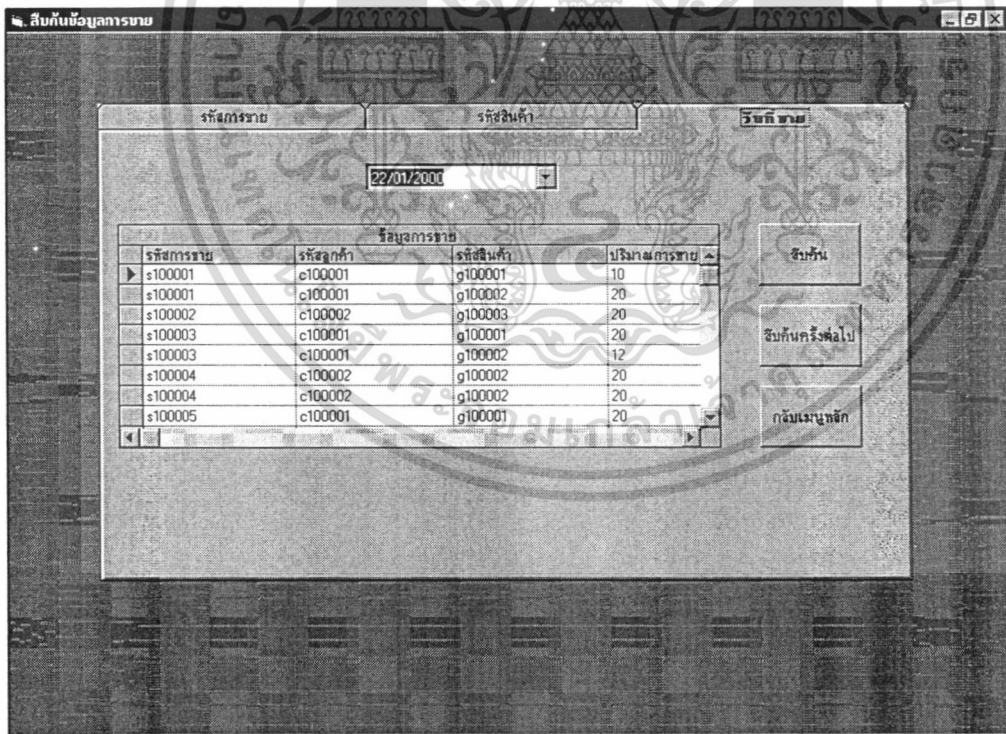 สืบค้นข้อมูลการขาย
รหัสการขาย รหัสสินค้า วันที่ขาย
22/01/2000
ข้อมูลการขาย
รหัสการขาย รหัสลูกค้า รหัสสินค้า ปริมาณการขาย
s100001 c100001 g100001 10
s100001 c100001 g100002 20
s100002 c100002 g100003 20
s100003 c100001 g100001 20
s100003 c100001 g100002 12
s100004 c100002 g100002 20
s100004 c100002 g100002 20
s100005 c100001 g100001 20
สืบค้น
สืบค้นครั้งต่อไป
กลับเมนูหลัก